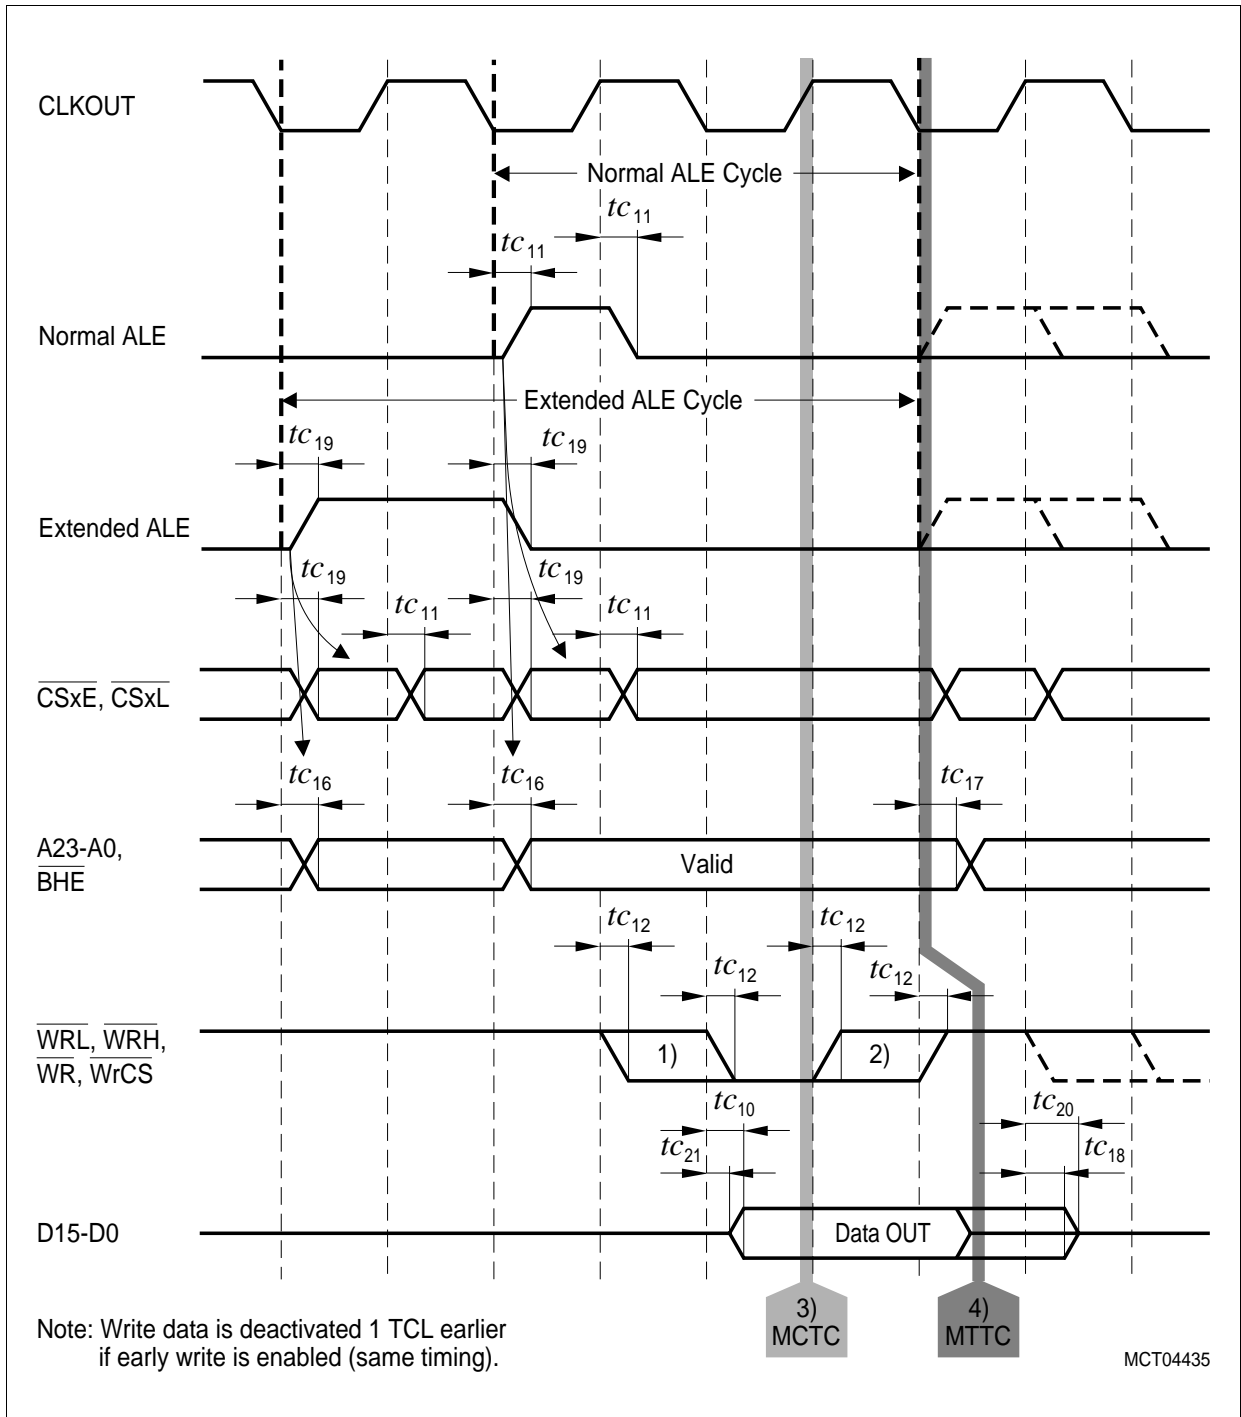 CLKOUT
Normal ALE Cycle
tc11
tc11
Normal ALE
Extended ALE Cycle
tc19
tc19
Extended ALE
tc19
tc19
tc11
tc11
CSxE, CSxL
tc16
tc16
tc17
A23-A0,
BHE
Valid
tc12
tc12
tc12
tc12
WRL, WRH,
WR, WrCS
1)
2)
tc10
tc20
tc21
tc18
D15-D0
Data OUT
3)
MCTC
4)
MTTC
Note: Write data is deactivated 1 TCL earlier
if early write is enabled (same timing).
MCT04435